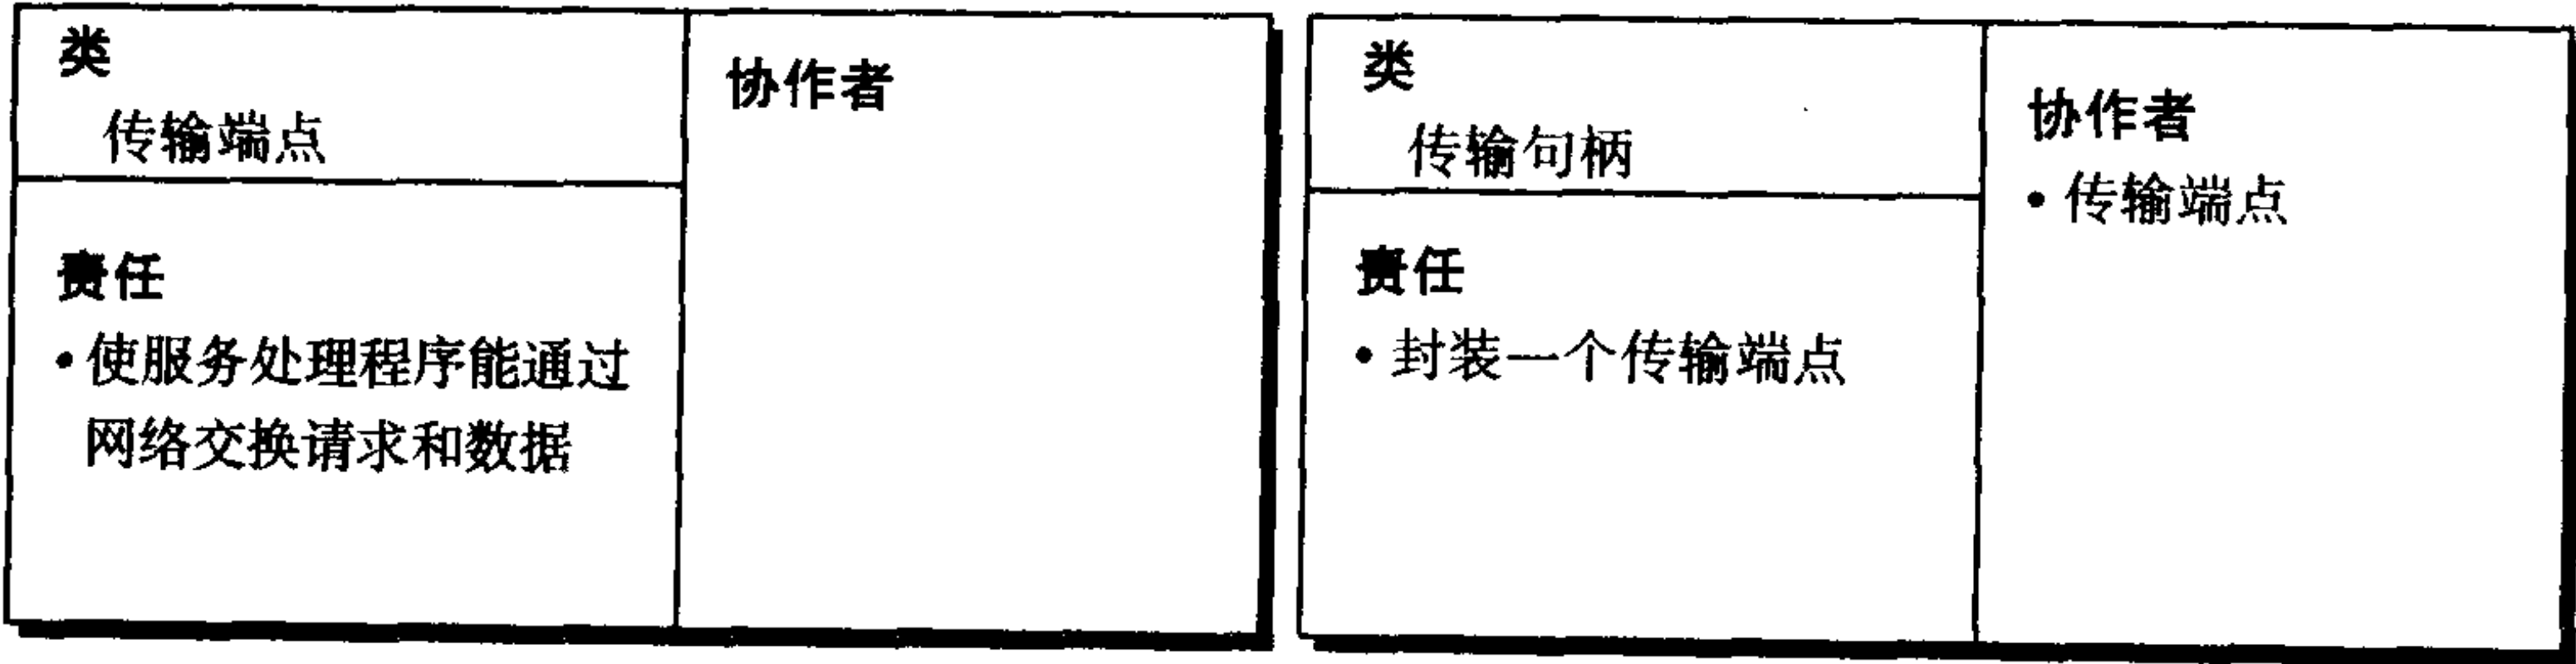 类
传输端点
协作者
责任
• 使服务处理程序能通过
网络交换请求和数据
类
传输句柄
协作者
• 传输端点
责任
• 封装一个传输端点